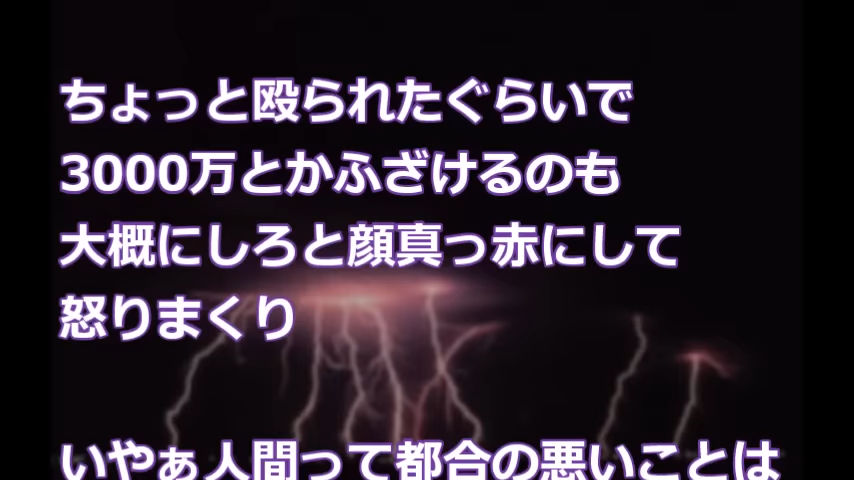 ちょっと殴られたぐらいで
3000万とかふざけるのも
大概にしろと顔真っ赤にして
怒りまくり
いやぁ人間って都合の悪いことは